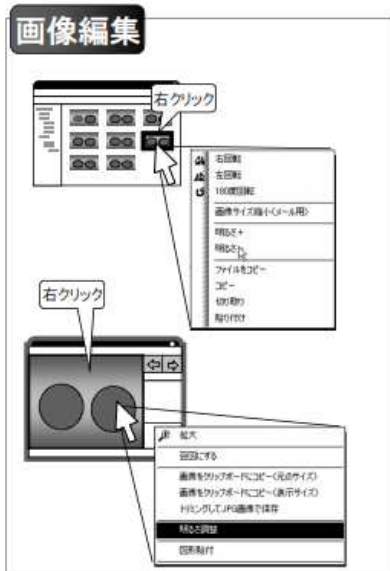 画像編集
右クリック
右回転
左回転
180度回転
画像サイズ縮小<メール用>
明るさ+
明るさ-
ファイルをコピー
コピー
切り取り
貼り付け
右クリック
拡大
画像をクリップボードにコピー(元のサイズ)
画像をクリップボードにコピー(表示サイズ)
トリミングしてJPG画像で保存
明るさ調整
図形貼付